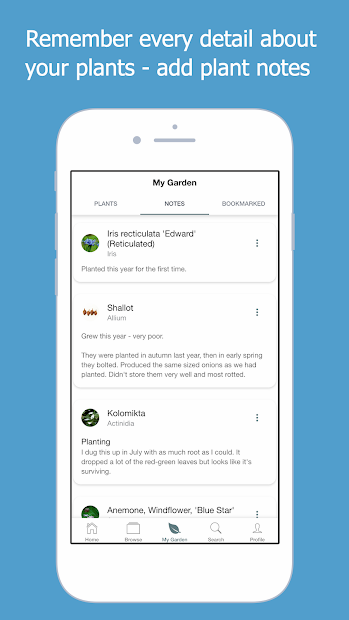 Remember every detail about
your plants - add plant notes
My Garden
PLANTS NOTES BOOKMARKED
Iris recticulata 'Edward'
(Reticulated)
Iris
Planted this year for the first time.
Shallot
Allium
Grew this year - very poor.
They were planted in autumn last year, then in early spring
they bolted. Produced the same sized onions as we had
planted. Didn't store them very well and most rotted.
Kolomikta
Actinidia
Planting
I dug this up in July with as much root as I could. It
dropped a lot of the red-green leaves but looks like it's
surviving.
Anemone, Windflower, 'Blue Star'
Home Browse My Garden Search Profile